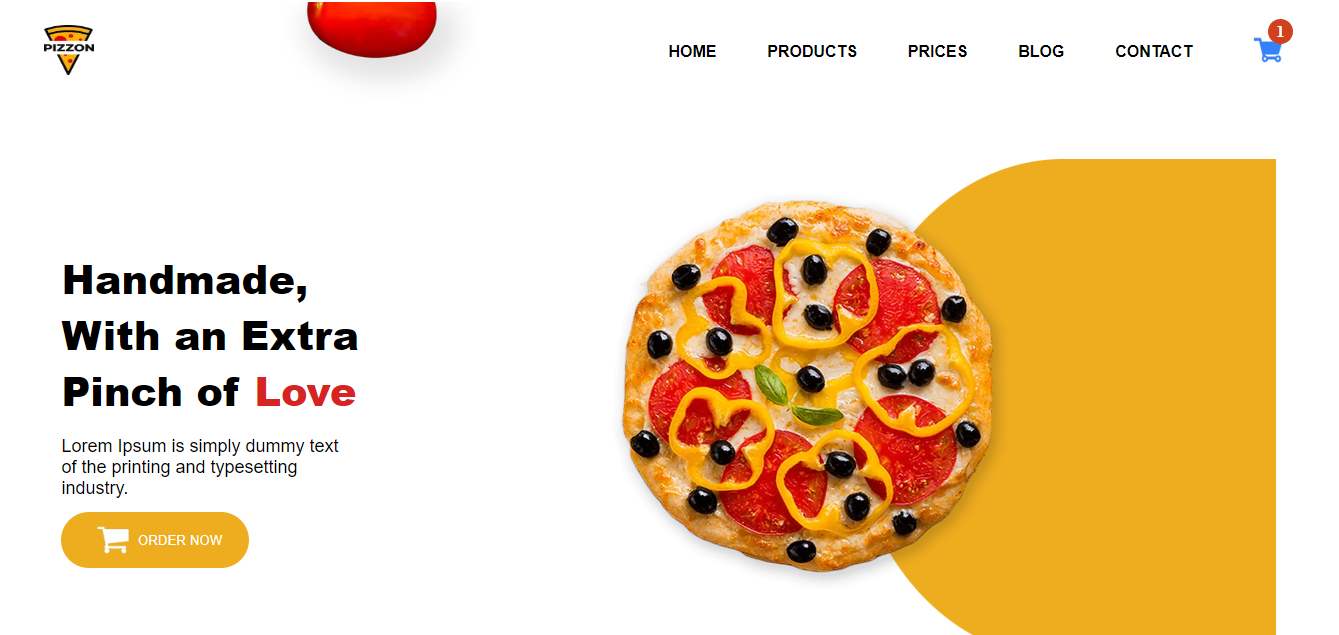 PIZZON
HOME PRODUCTS PRICES BLOG CONTACT 1
Handmade,
With an Extra
Pinch of Love
Lorem Ipsum is simply dummy text
of the printing and typesetting
industry.
ORDER NOW